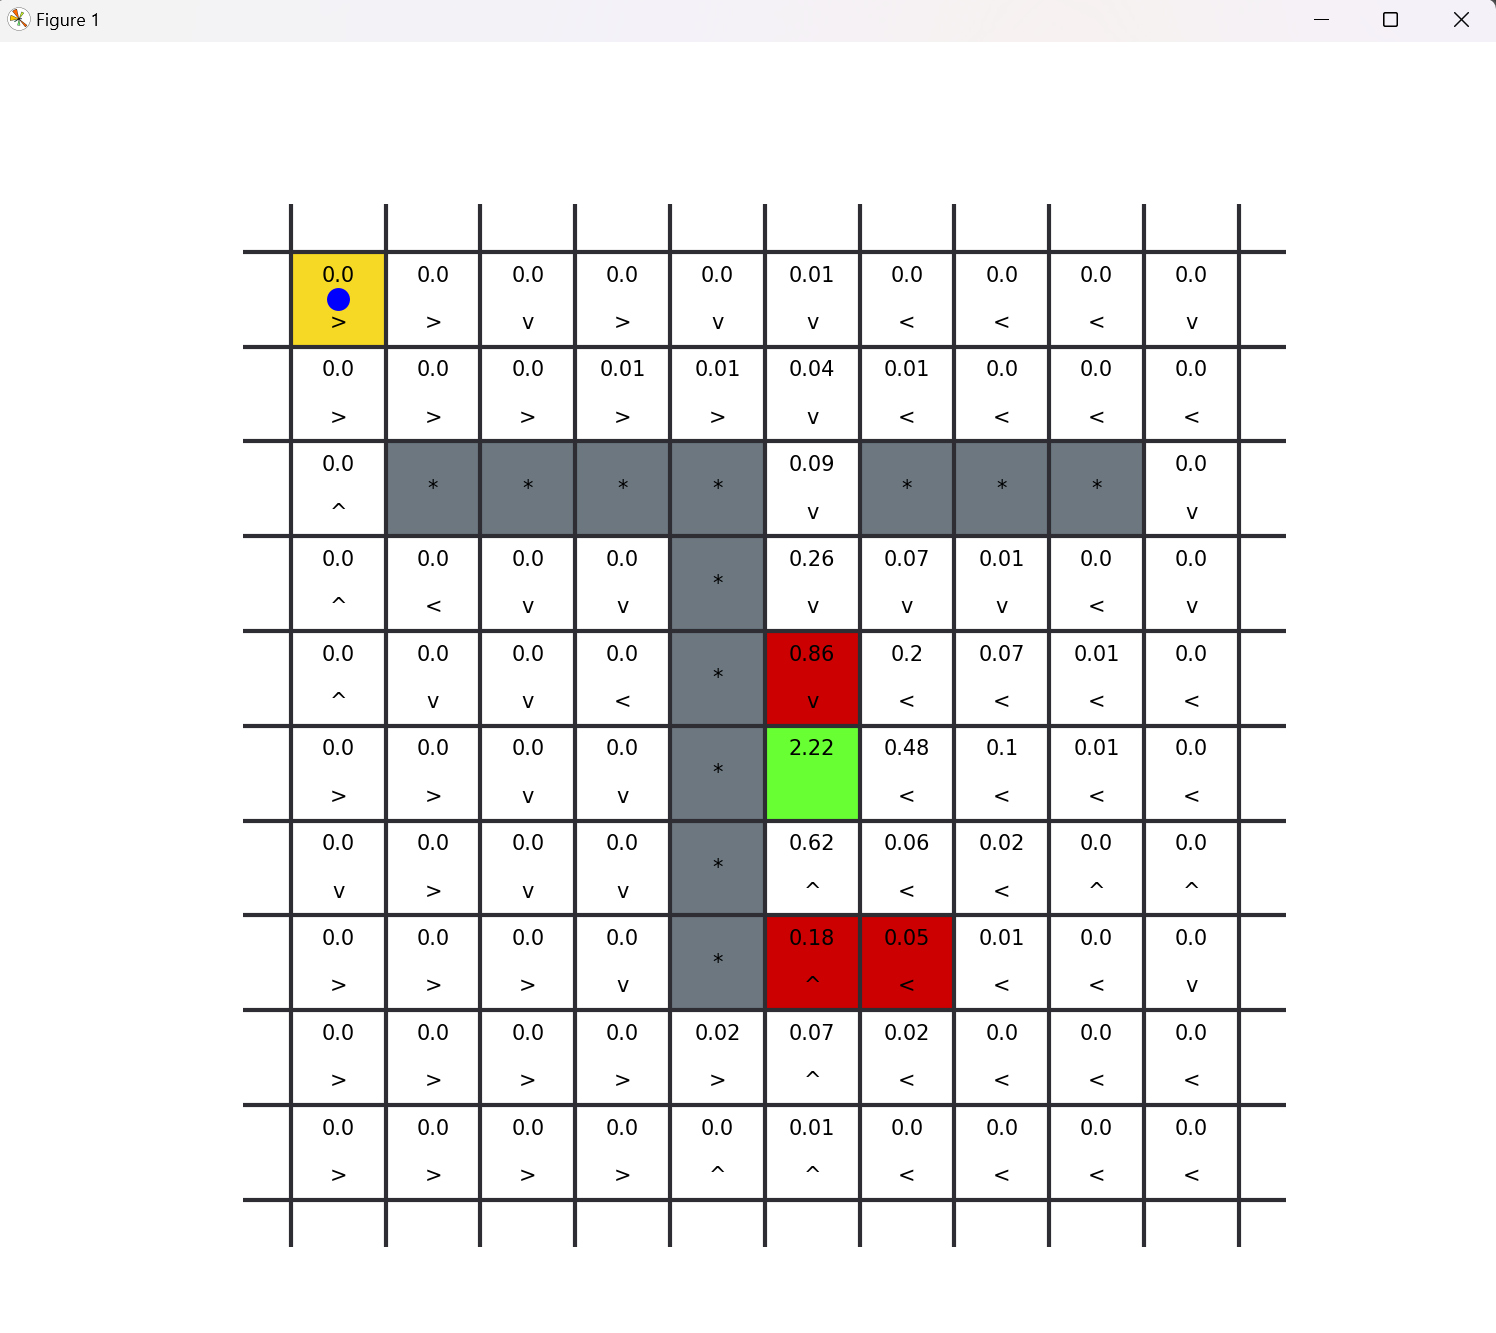 Figure 1
0.0 0.0 0.0 0.0 0.0 0.01 0.0 0.0 0.0 0.0
> > v > v v < < < v
0.0 0.0 0.0 0.01 0.01 0.04 0.01 0.0 0.0 0.0
> > > > > v < < < <
0.0 0.09 0.0
* * * * * * *
^ v v
0.0 0.0 0.0 0.0 0.26 0.07 0.01 0.0 0.0
*
^ < v v v v v < v
0.0 0.0 0.0 0.0 0.86 0.2 0.07 0.01 0.0
*
^ v v < v < < < <
0.0 0.0 0.0 0.0 2.22 0.48 0.1 0.01 0.0
*
> > v v < < < <
0.0 0.0 0.0 0.0 0.62 0.06 0.02 0.0 0.0
*
v > v v ^ < < ^ ^
0.0 0.0 0.0 0.0 0.18 0.05 0.01 0.0 0.0
*
> > > v ^ < < < v
0.0 0.0 0.0 0.0 0.02 0.07 0.02 0.0 0.0 0.0
> > > > > ^ < < < <
0.0 0.0 0.0 0.0 0.0 0.01 0.0 0.0 0.0 0.0
> > > > ^ ^ < < < <